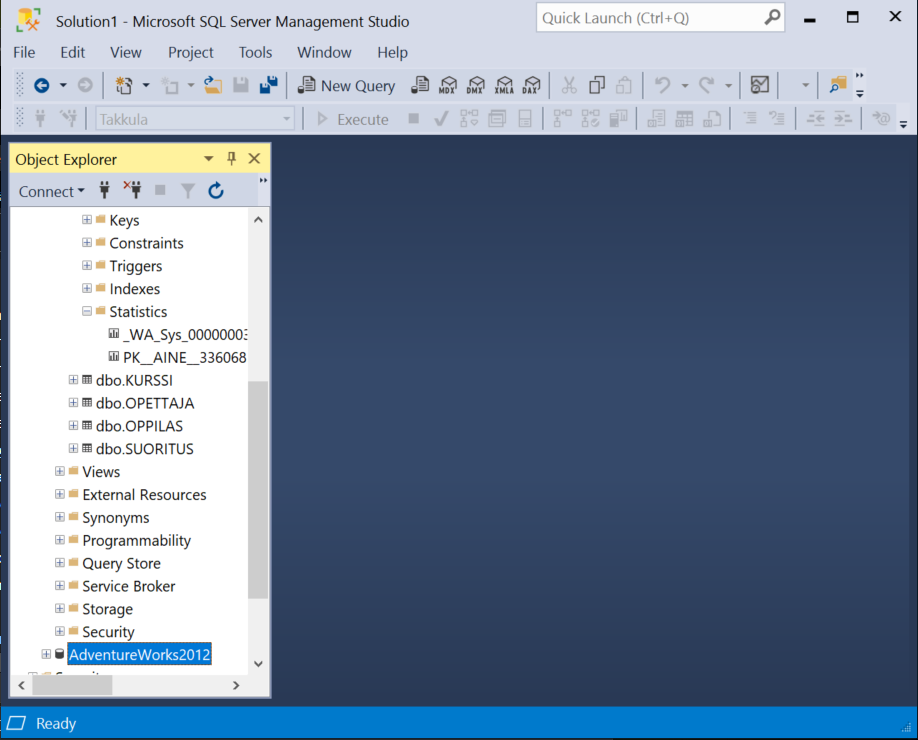 Solution1 - Microsoft SQL Server Management Studio
Quick Launch (Ctrl+Q)
File Edit View Project Tools Window Help
New Query MDX DMX XMLA DAX
Takkula Execute
Object Explorer
Connect
Keys
Constraints
Triggers
Indexes
Statistics
_WA_Sys_00000003
PK__AINE__336068
dbo.KURSSI
dbo.OPETTAJA
dbo.OPPILAS
dbo.SUORITUS
Views
External Resources
Synonyms
Programmability
Query Store
Service Broker
Storage
Security
AdventureWorks2012
Ready